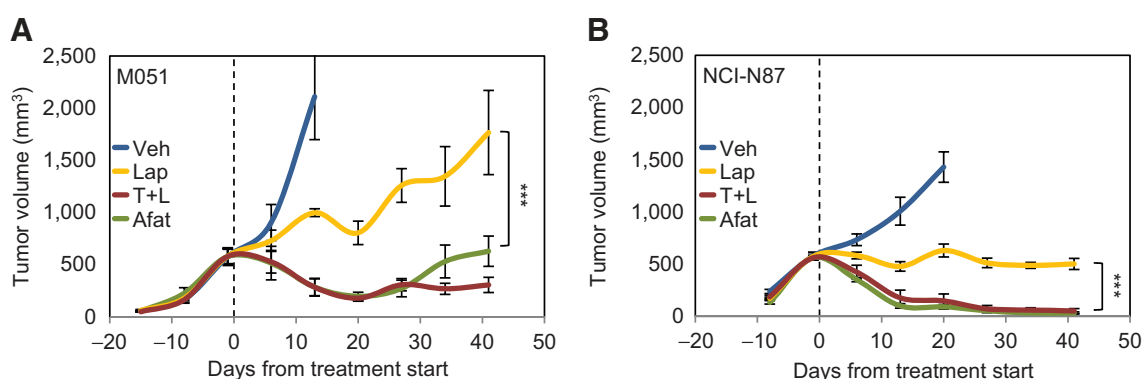 A
Tumor volume (mm³)
2,500
2,000
1,500
1,000
500
0
M051
Veh
Lap
T+L
Afat
***
–20 –10 0 10 20 30 40 50
Days from treatment start
B
Tumor volume (mm³)
2,500
2,000
1,500
1,000
500
0
NCI-N87
Veh
Lap
T+L
Afat
***
–20 –10 0 10 20 30 40 50
Days from treatment start